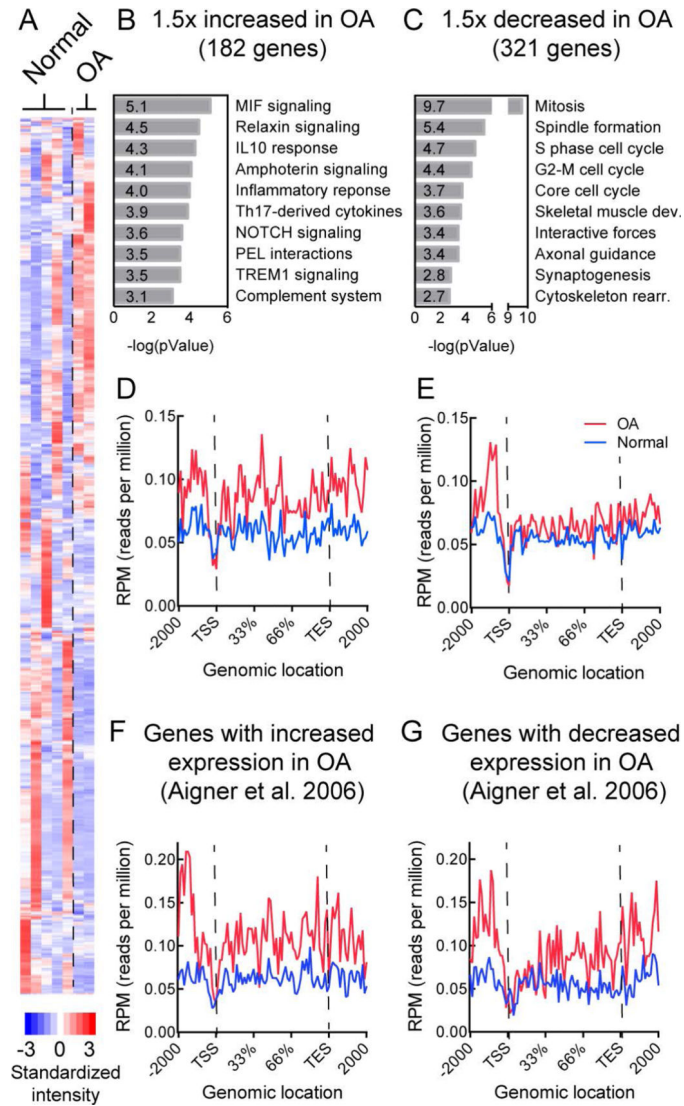 A
Normal
OA
-3 0 3
Standardized
intensity
B 1.5x increased in OA
(182 genes)
5.1 MIF signaling
4.5 Relaxin signaling
4.3 IL10 response
4.1 Amphoterin signaling
4.0 Inflammatory reponse
3.9 Th17-derived cytokines
3.6 NOTCH signaling
3.5 PEL interactions
3.5 TREM1 signaling
3.1 Complement system
0 2 4 6
-log(pValue)
C 1.5x decreased in OA
(321 genes)
9.7 Mitosis
5.4 Spindle formation
4.7 S phase cell cycle
4.4 G2-M cell cycle
3.7 Core cell cycle
3.6 Skeletal muscle dev.
3.4 Interactive forces
3.4 Axonal guidance
2.8 Synaptogenesis
2.7 Cytoskeleton rearr.
0 2 4 6 9 10
-log(pValue)
D
RPM (reads per million)
0.15
0.10
0.05
0.00
-2000 TSS 33% 66% TES 2000
Genomic location
E
OA
Normal
RPM (reads per million)
0.15
0.10
0.05
0.00
-2000 TSS 33% 66% TES 2000
Genomic location
F Genes with increased
expression in OA
(Aigner et al. 2006)
RPM (reads per million)
0.20
0.15
0.10
0.05
0.00
-2000 TSS 33% 66% TES 2000
Genomic location
G Genes with decreased
expression in OA
(Aigner et al. 2006)
RPM (reads per million)
0.20
0.15
0.10
0.05
0.00
-2000 TSS 33% 66% TES 2000
Genomic location